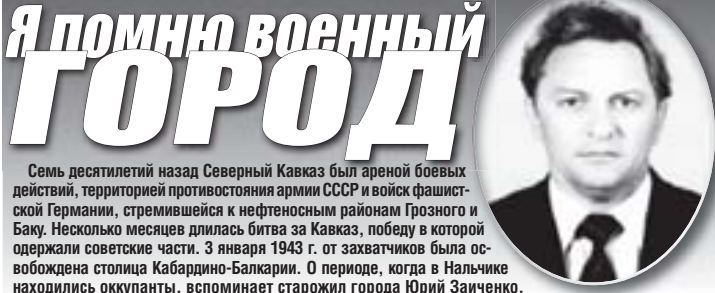 Я помню военный
ГОРОД
Семь десятилетий назад Северный Кавказ был ареной боевых
действий, территорией противостояния армии СССР и войск фашист-
ской Германии, стремившейся к нефтеносным районам Грозного и
Баку. Несколько месяцев длилась битва за Кавказ, победу в которой
одержали советские части. 3 января 1943 г. от захватчиков была ос-
вобождена столица Кабардино-Балкарии. О периоде, когда в Нальчике
находились оккупанты, вспоминает старожил города Юрий Заиченко.